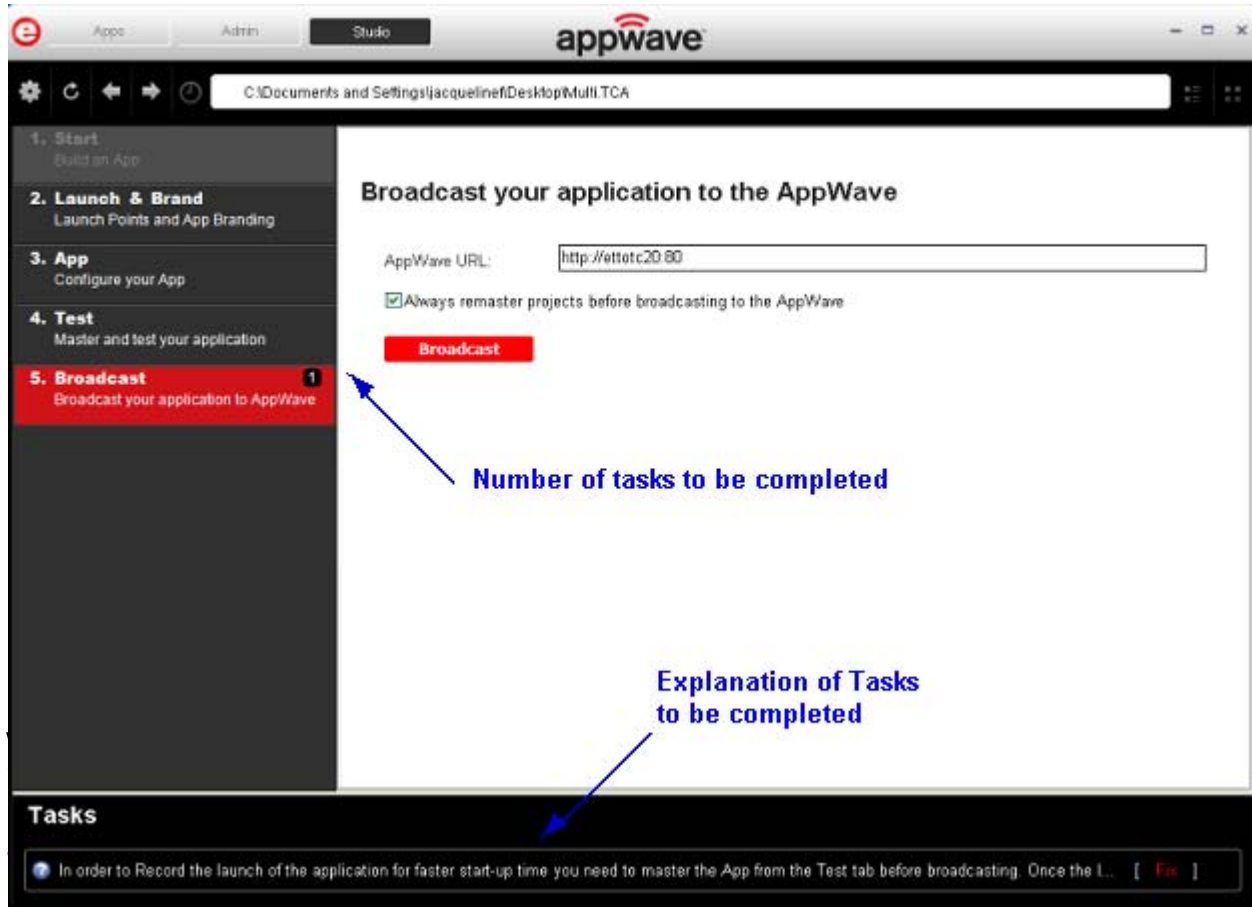 Apps Admin Studio appwave
C:\Documents and Settings\jacquelinef\Desktop\Multi.TCA
1. Start
Build an App
2. Launch & Brand
Launch Points and App Branding
3. App
Configure your App
4. Test
Master and test your application
5. Broadcast 1
Broadcast your application to AppWave
Broadcast your application to the AppWave
AppWave URL: http://ettotc20:80
Always remaster projects before broadcasting to the AppWave
Broadcast
Number of tasks to be completed
Explanation of Tasks
to be completed
Tasks
In order to Record the launch of the application for faster start-up time you need to master the App from the Test tab before broadcasting. Once the l... [ Fix ]